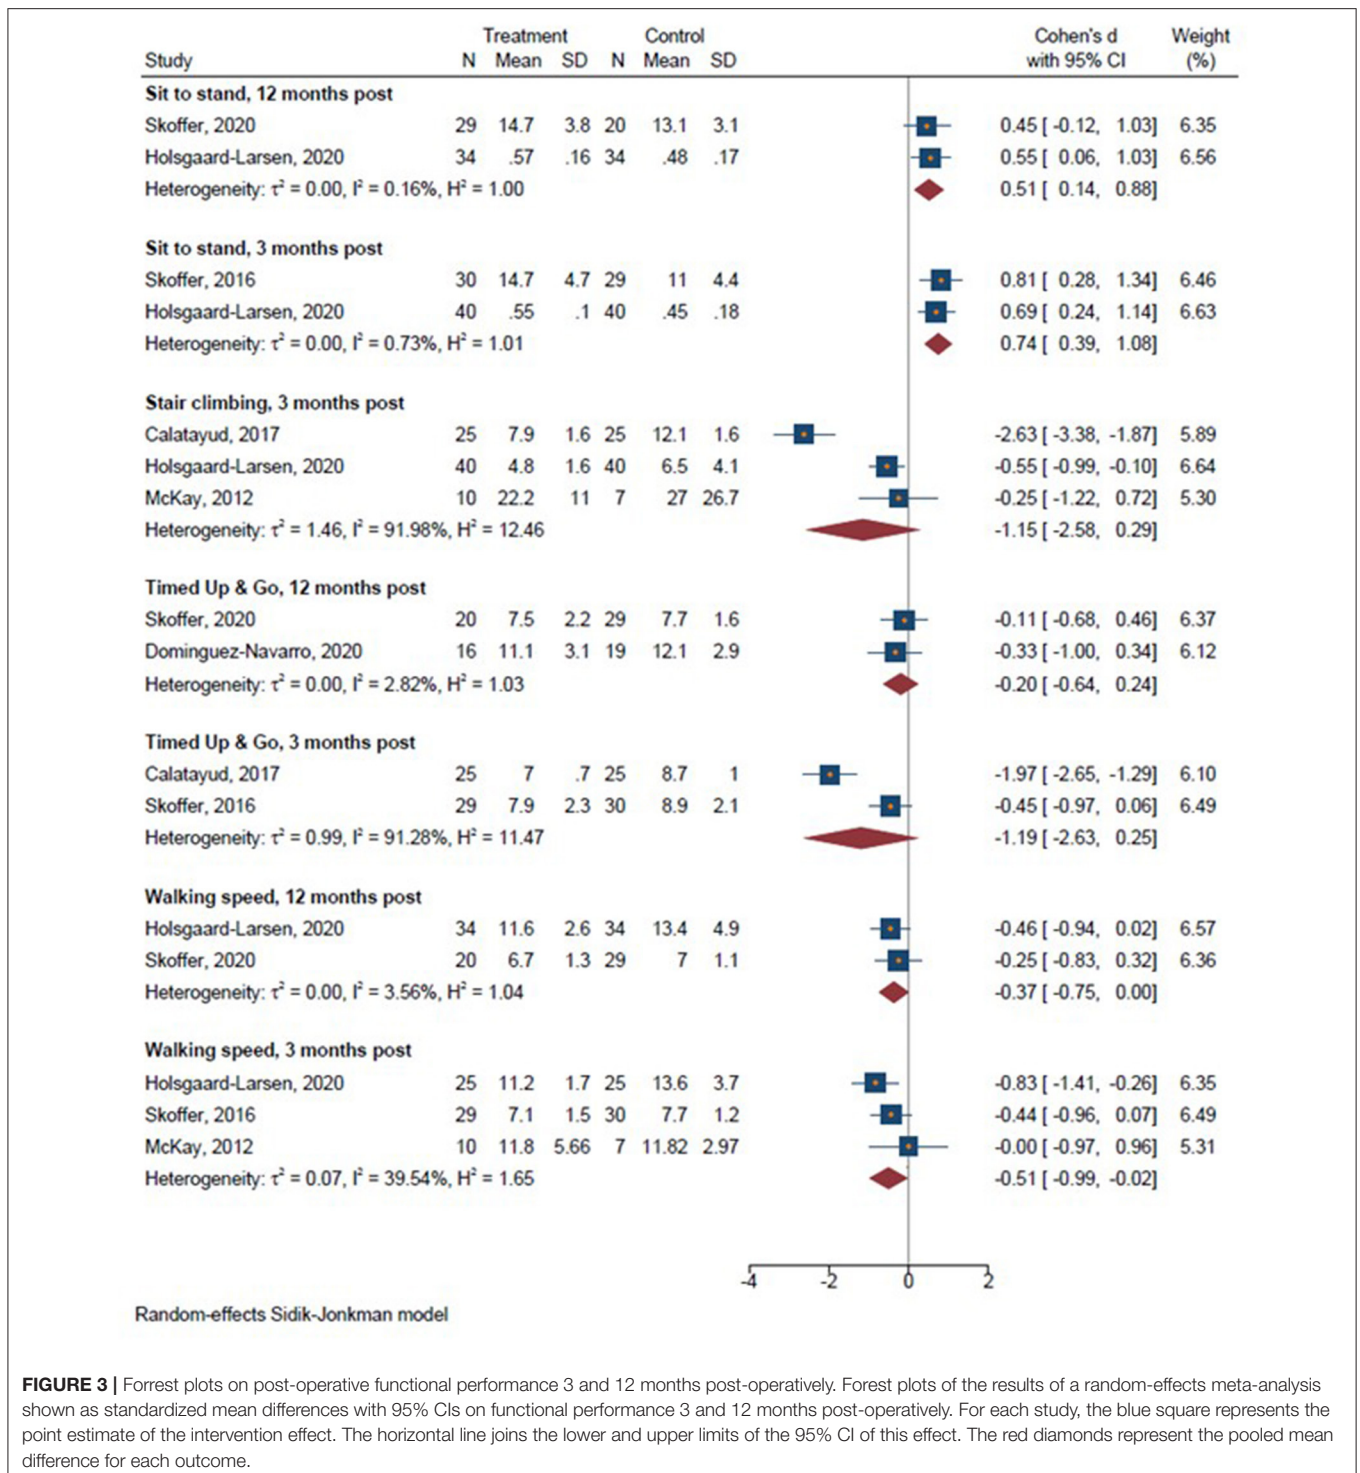 Treatment Control Cohen's d Weight
Study N Mean SD N Mean SD with 95% CI (%)
Sit to stand, 12 months post
Skoffer, 2020 29 14.7 3.8 20 13.1 3.1 0.45 [ -0.12, 1.03] 6.35
Holsgaard-Larsen, 2020 34 .57 .16 34 .48 .17 0.55 [ 0.06, 1.03] 6.56
Heterogeneity: τ² = 0.00, I² = 0.16%, H² = 1.00 0.51 [ 0.14, 0.88]
Sit to stand, 3 months post
Skoffer, 2016 30 14.7 4.7 29 11 4.4 0.81 [ 0.28, 1.34] 6.46
Holsgaard-Larsen, 2020 40 .55 .1 40 .45 .18 0.69 [ 0.24, 1.14] 6.63
Heterogeneity: τ² = 0.00, I² = 0.73%, H² = 1.01 0.74 [ 0.39, 1.08]
Stair climbing, 3 months post
Calatayud, 2017 25 7.9 1.6 25 12.1 1.6 -2.63 [ -3.38, -1.87] 5.89
Holsgaard-Larsen, 2020 40 4.8 1.6 40 6.5 4.1 -0.55 [ -0.99, -0.10] 6.64
McKay, 2012 10 22.2 11 7 27 26.7 -0.25 [ -1.22, 0.72] 5.30
Heterogeneity: τ² = 1.46, I² = 91.98%, H² = 12.46 -1.15 [ -2.58, 0.29]
Timed Up & Go, 12 months post
Skoffer, 2020 20 7.5 2.2 29 7.7 1.6 -0.11 [ -0.68, 0.46] 6.37
Dominguez-Navarro, 2020 16 11.1 3.1 19 12.1 2.9 -0.33 [ -1.00, 0.34] 6.12
Heterogeneity: τ² = 0.00, I² = 2.82%, H² = 1.03 -0.20 [ -0.64, 0.24]
Timed Up & Go, 3 months post
Calatayud, 2017 25 7 .7 25 8.7 1 -1.97 [ -2.65, -1.29] 6.10
Skoffer, 2016 29 7.9 2.3 30 8.9 2.1 -0.45 [ -0.97, 0.06] 6.49
Heterogeneity: τ² = 0.99, I² = 91.28%, H² = 11.47 -1.19 [ -2.63, 0.25]
Walking speed, 12 months post
Holsgaard-Larsen, 2020 34 11.6 2.6 34 13.4 4.9 -0.46 [ -0.94, 0.02] 6.57
Skoffer, 2020 20 6.7 1.3 29 7 1.1 -0.25 [ -0.83, 0.32] 6.36
Heterogeneity: τ² = 0.00, I² = 3.56%, H² = 1.04 -0.37 [ -0.75, 0.00]
Walking speed, 3 months post
Holsgaard-Larsen, 2020 25 11.2 1.7 25 13.6 3.7 -0.83 [ -1.41, -0.26] 6.35
Skoffer, 2016 29 7.1 1.5 30 7.7 1.2 -0.44 [ -0.96, 0.07] 6.49
McKay, 2012 10 11.8 5.66 7 11.82 2.97 -0.00 [ -0.97, 0.96] 5.31
Heterogeneity: τ² = 0.07, I² = 39.54%, H² = 1.65 -0.51 [ -0.99, -0.02]
-4 -2 0 2
Random-effects Sidik-Jonkman model
FIGURE 3 | Forrest plots on post-operative functional performance 3 and 12 months post-operatively. Forest plots of the results of a random-effects meta-analysis
shown as standardized mean differences with 95% CIs on functional performance 3 and 12 months post-operatively. For each study, the blue square represents the
point estimate of the intervention effect. The horizontal line joins the lower and upper limits of the 95% CI of this effect. The red diamonds represent the pooled mean
difference for each outcome.